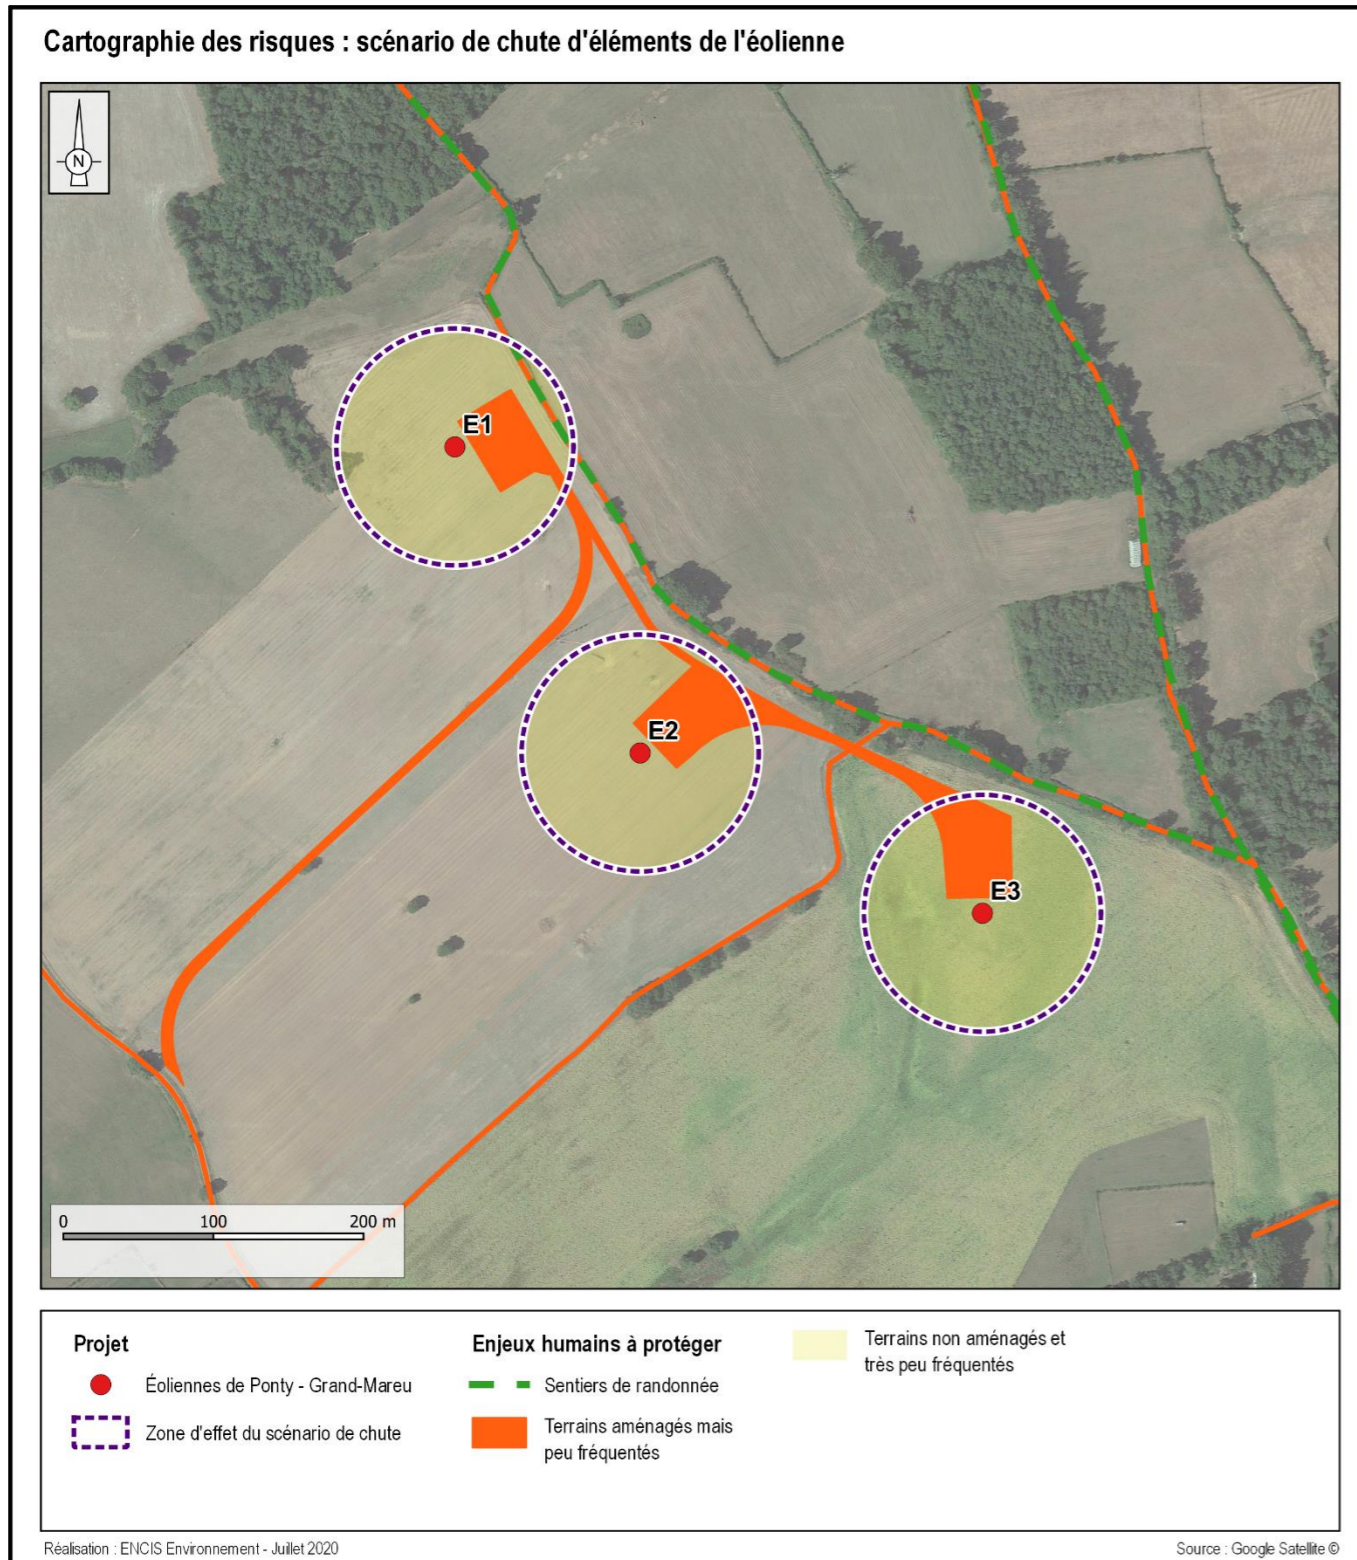 Cartographie des risques : scénario de chute d'éléments de l'éolienne
N
E1
E2
E3
0 100 200 m
Projet
Éoliennes de Ponty - Grand-Mareu
Zone d'effet du scénario de chute
Enjeux humains à protéger
Sentiers de randonnée
Terrains aménagés mais
peu fréquentés
Terrains non aménagés et
très peu fréquentés
Réalisation : ENCIS Environnement - Juillet 2020
Source : Google Satellite ©